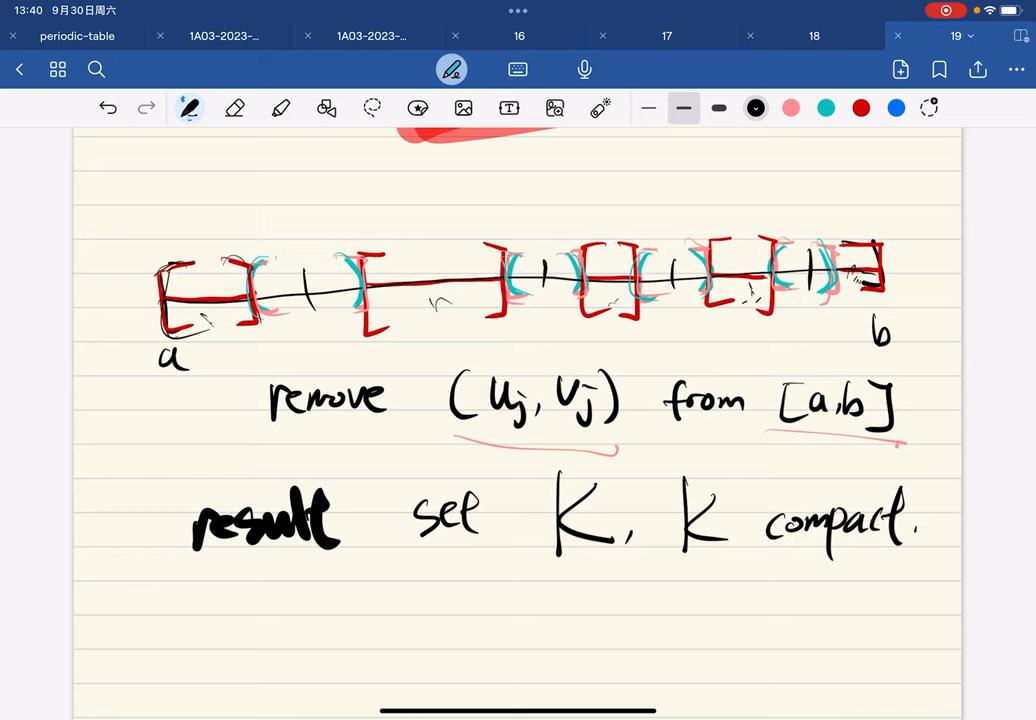 13:40 9月30日周六
periodic-table 1A03-2023-... 1A03-2023-... 16 17 18 19
a b
remove (uj, vj) from [a,b]
result set K, K compact.